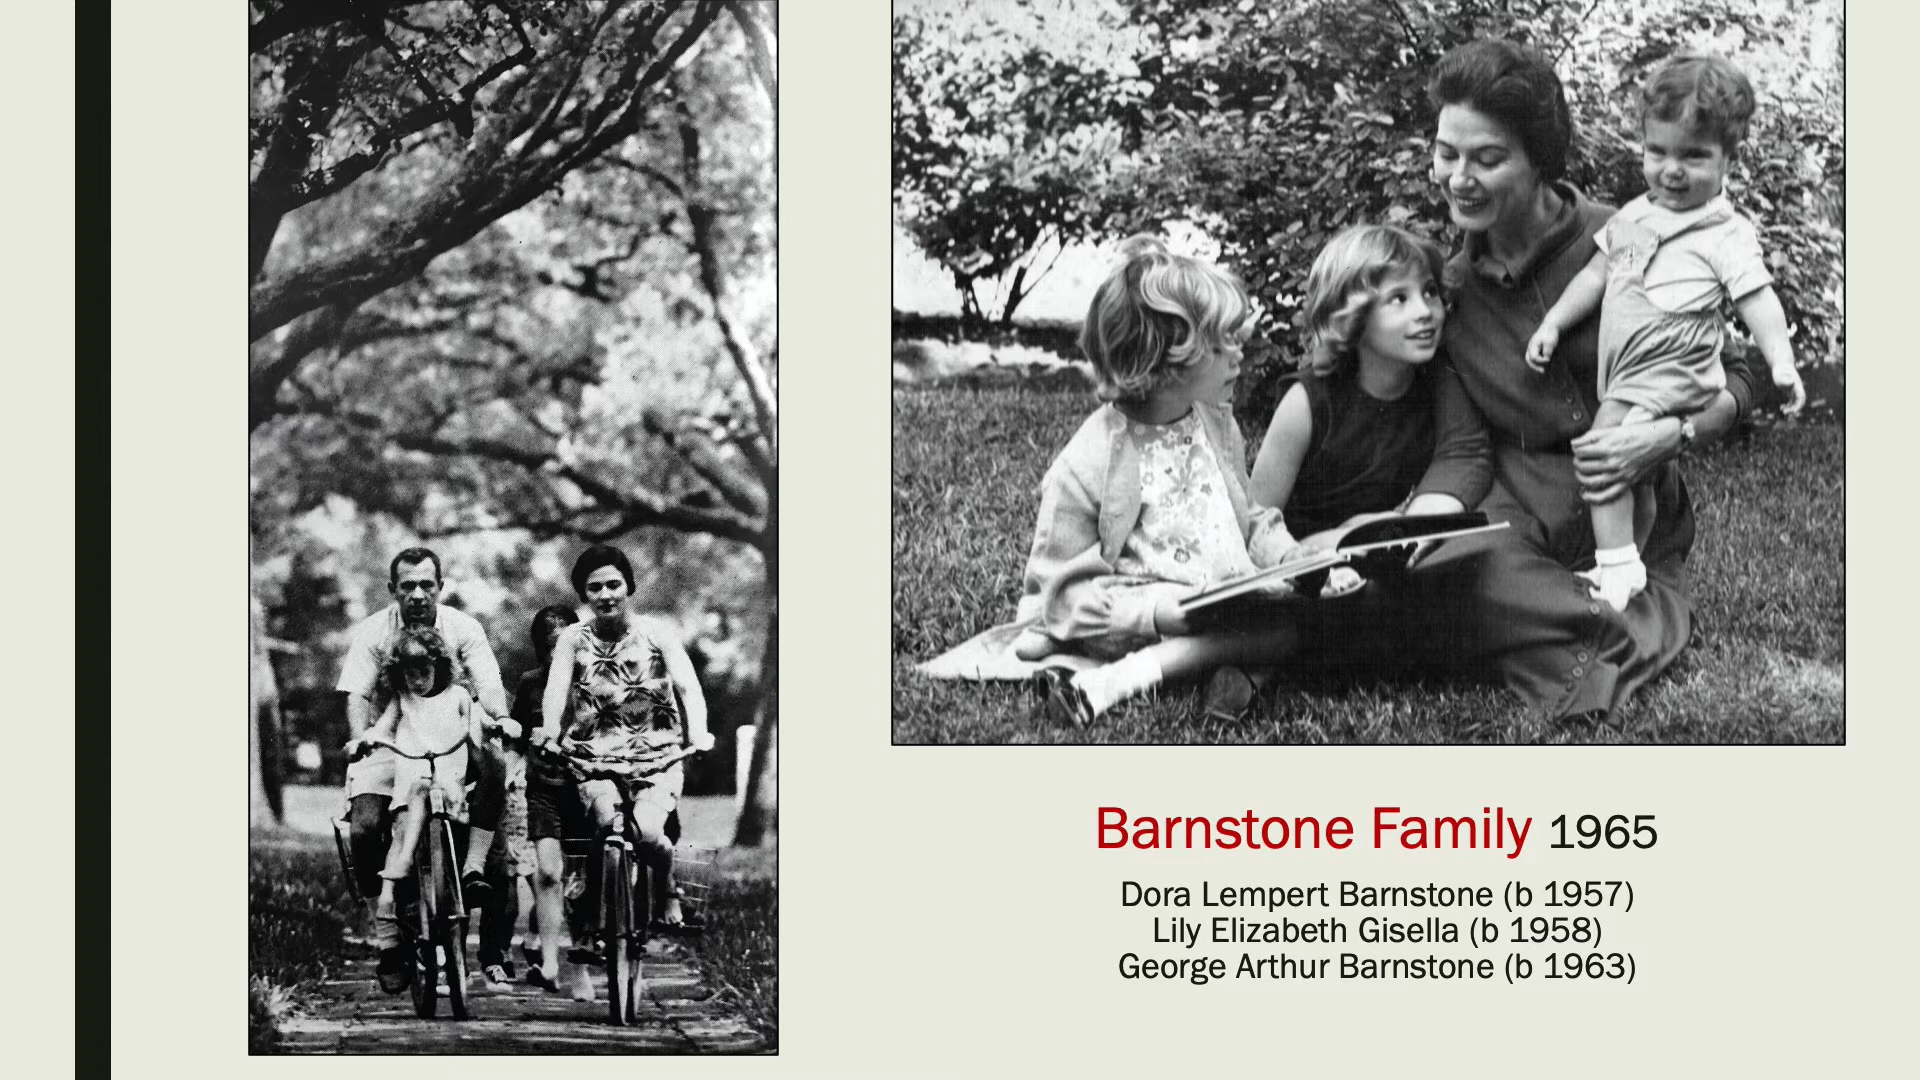 Barnstone Family 1965
Dora Lempert Barnstone (b 1957)
Lily Elizabeth Gisella (b 1958)
George Arthur Barnstone (b 1963)